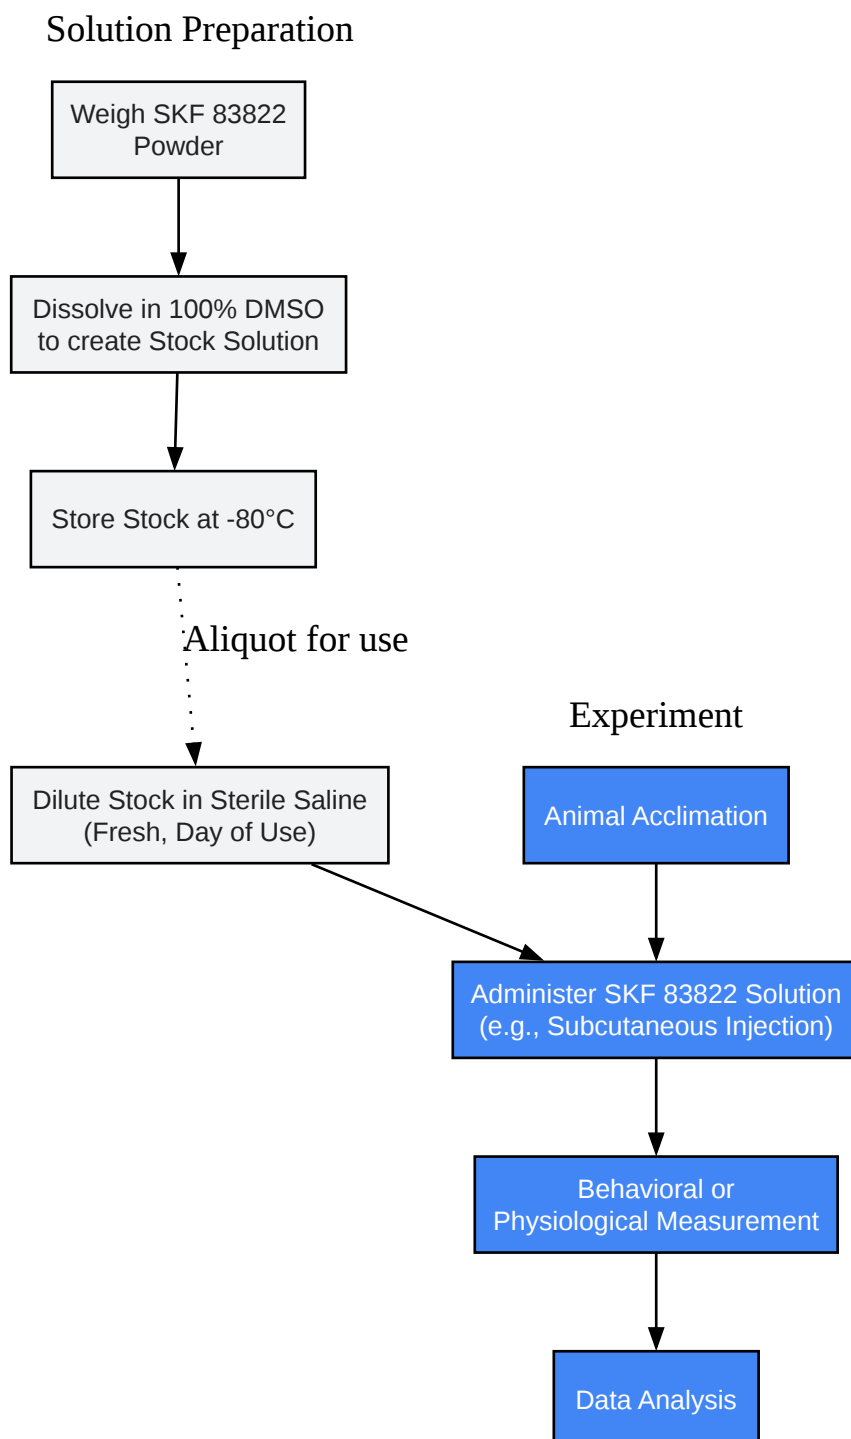 Solution Preparation
Weigh SKF 83822
Powder
Dissolve in 100% DMSO
to create Stock Solution
Store Stock at -80°C
Aliquot for use
Dilute Stock in Sterile Saline
(Fresh, Day of Use)
Experiment
Animal Acclimation
Administer SKF 83822 Solution
(e.g., Subcutaneous Injection)
Behavioral or
Physiological Measurement
Data Analysis